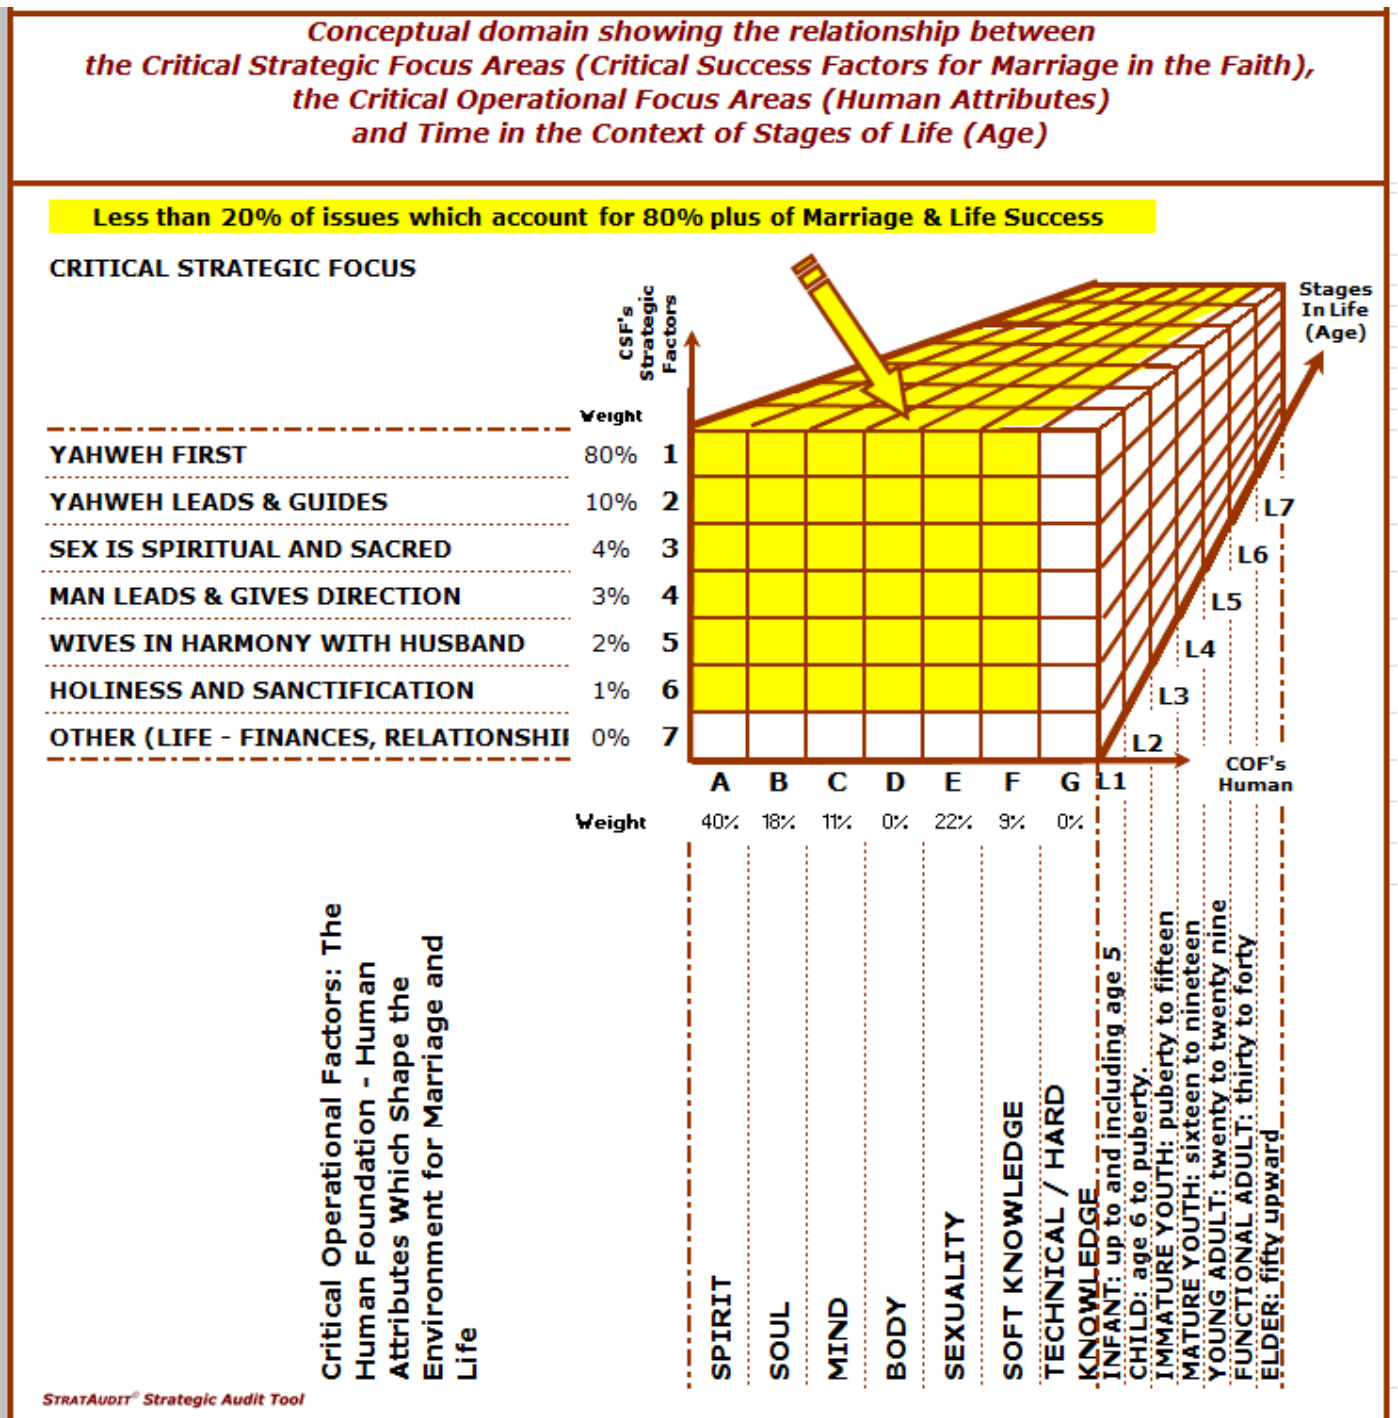 Conceptual domain showing the relationship between
the Critical Strategic Focus Areas (Critical Success Factors for Marriage in the Faith),
the Critical Operational Focus Areas (Human Attributes)
and Time in the Context of Stages of Life (Age)
Less than 20% of issues which account for 80% plus of Marriage & Life Success
CRITICAL STRATEGIC FOCUS
CSF's
Strategic
Factors
Stages
In Life
(Age)
Weight
YAHWEH FIRST 80% 1
YAHWEH LEADS & GUIDES 10% 2
SEX IS SPIRITUAL AND SACRED 4% 3
MAN LEADS & GIVES DIRECTION 3% 4
WIVES IN HARMONY WITH HUSBAND 2% 5
HOLINESS AND SANCTIFICATION 1% 6
OTHER (LIFE - FINANCES, RELATIONSHIP 0% 7
L7
L6
L5
L4
L3
L2
L1
COF's
Human
A B C D E F G
Weight 40% 18% 11% 0% 22% 9% 0%
Critical Operational Factors: The
Human Foundation - Human
Attributes Which Shape the
Environment for Marriage and
Life
SPIRIT
SOUL
MIND
BODY
SEXUALITY
SOFT KNOWLEDGE
TECHNICAL / HARD
KNOWLEDGE
INFANT: up to and including age 5
CHILD: age 6 to puberty.
IMMATURE YOUTH: puberty to fifteen
MATURE YOUTH: sixteen to nineteen
YOUNG ADULT: twenty to twenty nine
FUNCTIONAL ADULT: thirty to forty
ELDER: fifty upward
STRATAUDIT© Strategic Audit Tool